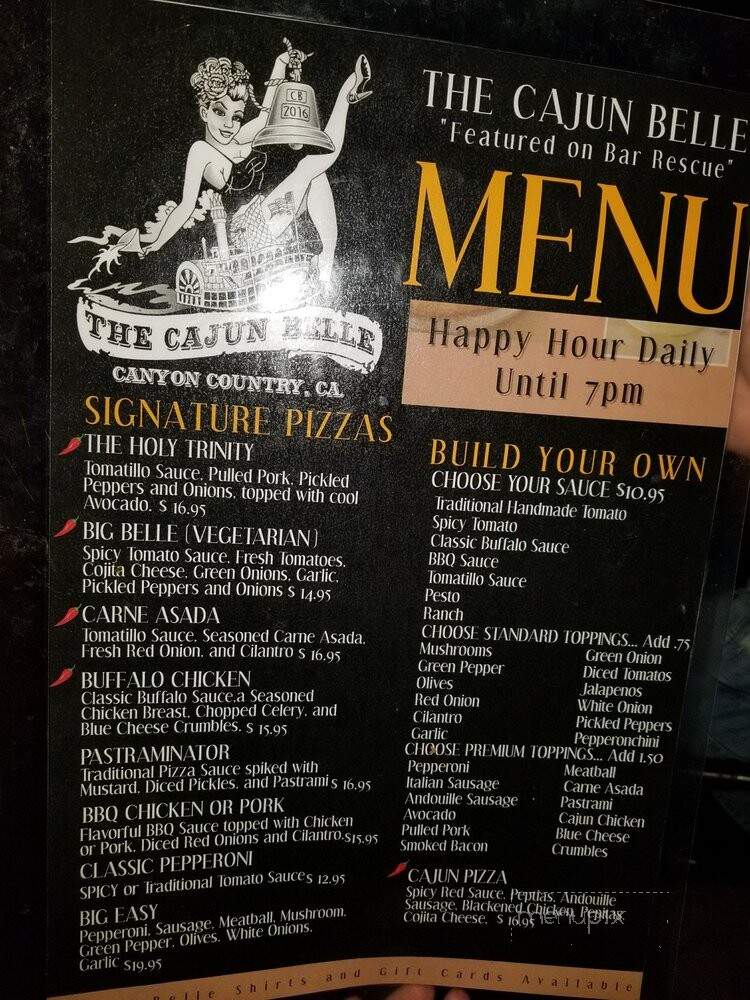 CB
2016
THE CAJUN BELLE
CANYON COUNTRY, CA
THE CAJUN BELLE
"Featured on Bar Rescue"
MENU
Happy Hour Daily
Until 7pm
SIGNATURE PIZZAS
THE HOLY TRINITY
Tomatillo Sauce, Pulled Pork, Pickled
Peppers and Onions, topped with cool
Avocado. $ 16.95
BIG BELLE (VEGETARIAN)
Spicy Tomato Sauce, Fresh Tomatoes,
Cojita Cheese, Green Onions, Garlic,
Pickled Peppers and Onions $ 14.95
CARNE ASADA
Tomatillo Sauce, Seasoned Carne Asada,
Fresh Red Onion, and Cilantro $ 16.95
BUFFALO CHICKEN
Classic Buffalo Sauce,a Seasoned
Chicken Breast, Chopped Celery, and
Blue Cheese Crumbles. $ 15.95
PASTRAMINATOR
Traditional Pizza Sauce spiked with
Mustard, Diced Pickles, and Pastrami $ 16.95
BBQ CHICKEN OR PORK
Flavorful BBQ Sauce topped with Chicken
or Pork, Diced Red Onions and Cilantro.$15.95
CLASSIC PEPPERONI
SPICY or Traditional Tomato Sauce$ 12.95
BIG EASY
Pepperoni, Sausage, Meatball, Mushroom,
Green Pepper, Olives, White Onions,
Garlic $19.95
BUILD YOUR OWN
CHOOSE YOUR SAUCE $10.95
Traditional Handmade Tomato
Spicy Tomato
Classic Buffalo Sauce
BBQ Sauce
Tomatillo Sauce
Pesto
Ranch
CHOOSE STANDARD TOPPINGS... Add .75
Mushrooms
Green Pepper
Olives
Red Onion
Cilantro
Garlic
Green Onion
Diced Tomatoes
Jalapenos
White Onion
Pickled Peppers
Pepperonchini
CHOOSE PREMIUM TOPPINGS... Add 1.50
Pepperoni
Italian Sausage
Andouille Sausage
Avocado
Pulled Pork
Smoked Bacon
Meatball
Carne Asada
Pastrami
Cajun Chicken
Blue Cheese
Crumbles
CAJUN PIZZA
Spicy Red Sauce, Pepitas, Andouille
Sausage, Blackened Chicken, Pepitas
Cojita Cheese, $ 16.95
menupix
Belle Shirts and Gift Cards Available